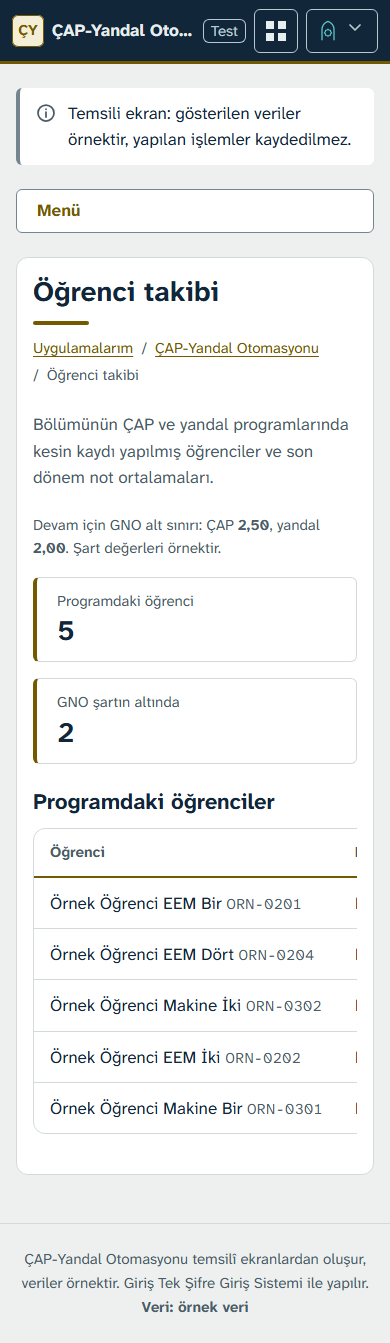 ÇY ÇAP-Yandal Oto... Test
Temsili ekran: gösterilen veriler
örnektir, yapılan işlemler kaydedilmez.
Menü
Öğrenci takibi
Uygulamalarım / ÇAP-Yandal Otomasyonu
/ Öğrenci takibi
Bölümünün ÇAP ve yandal programlarında
kesin kaydı yapılmış öğrenciler ve son
dönem not ortalamaları.
Devam için GNO alt sınırı: ÇAP 2,50, yandal
2,00. Şart değerleri örnektir.
Programdaki öğrenci
5
GNO şartın altında
2
Programdaki öğrenciler
Öğrenci
Örnek Öğrenci EEM Bir ORN-0201
Örnek Öğrenci EEM Dört ORN-0204
Örnek Öğrenci Makine İki ORN-0302
Örnek Öğrenci EEM İki ORN-0202
Örnek Öğrenci Makine Bir ORN-0301
ÇAP-Yandal Otomasyonu temsilî ekranlardan oluşur,
veriler örnektir. Giriş Tek Şifre Giriş Sistemi ile yapılır.
Veri: örnek veri